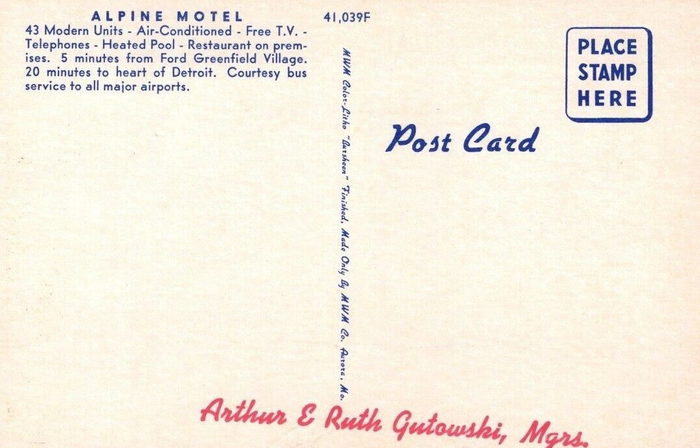 ALPINE MOTEL
43 Modern Units - Air-Conditioned - Free T.V. -
Telephones - Heated Pool - Restaurant on prem-
ises. 5 minutes from Ford Greenfield Village.
20 minutes to heart of Detroit. Courtesy bus
service to all major airports.
41,039F
MWM Color-Litho "Aursheen" Finished, Made Only By MWM Co. Aurora, Mo.
PLACE
STAMP
HERE
Post Card
Arthur & Ruth Gutowski, Mgrs.